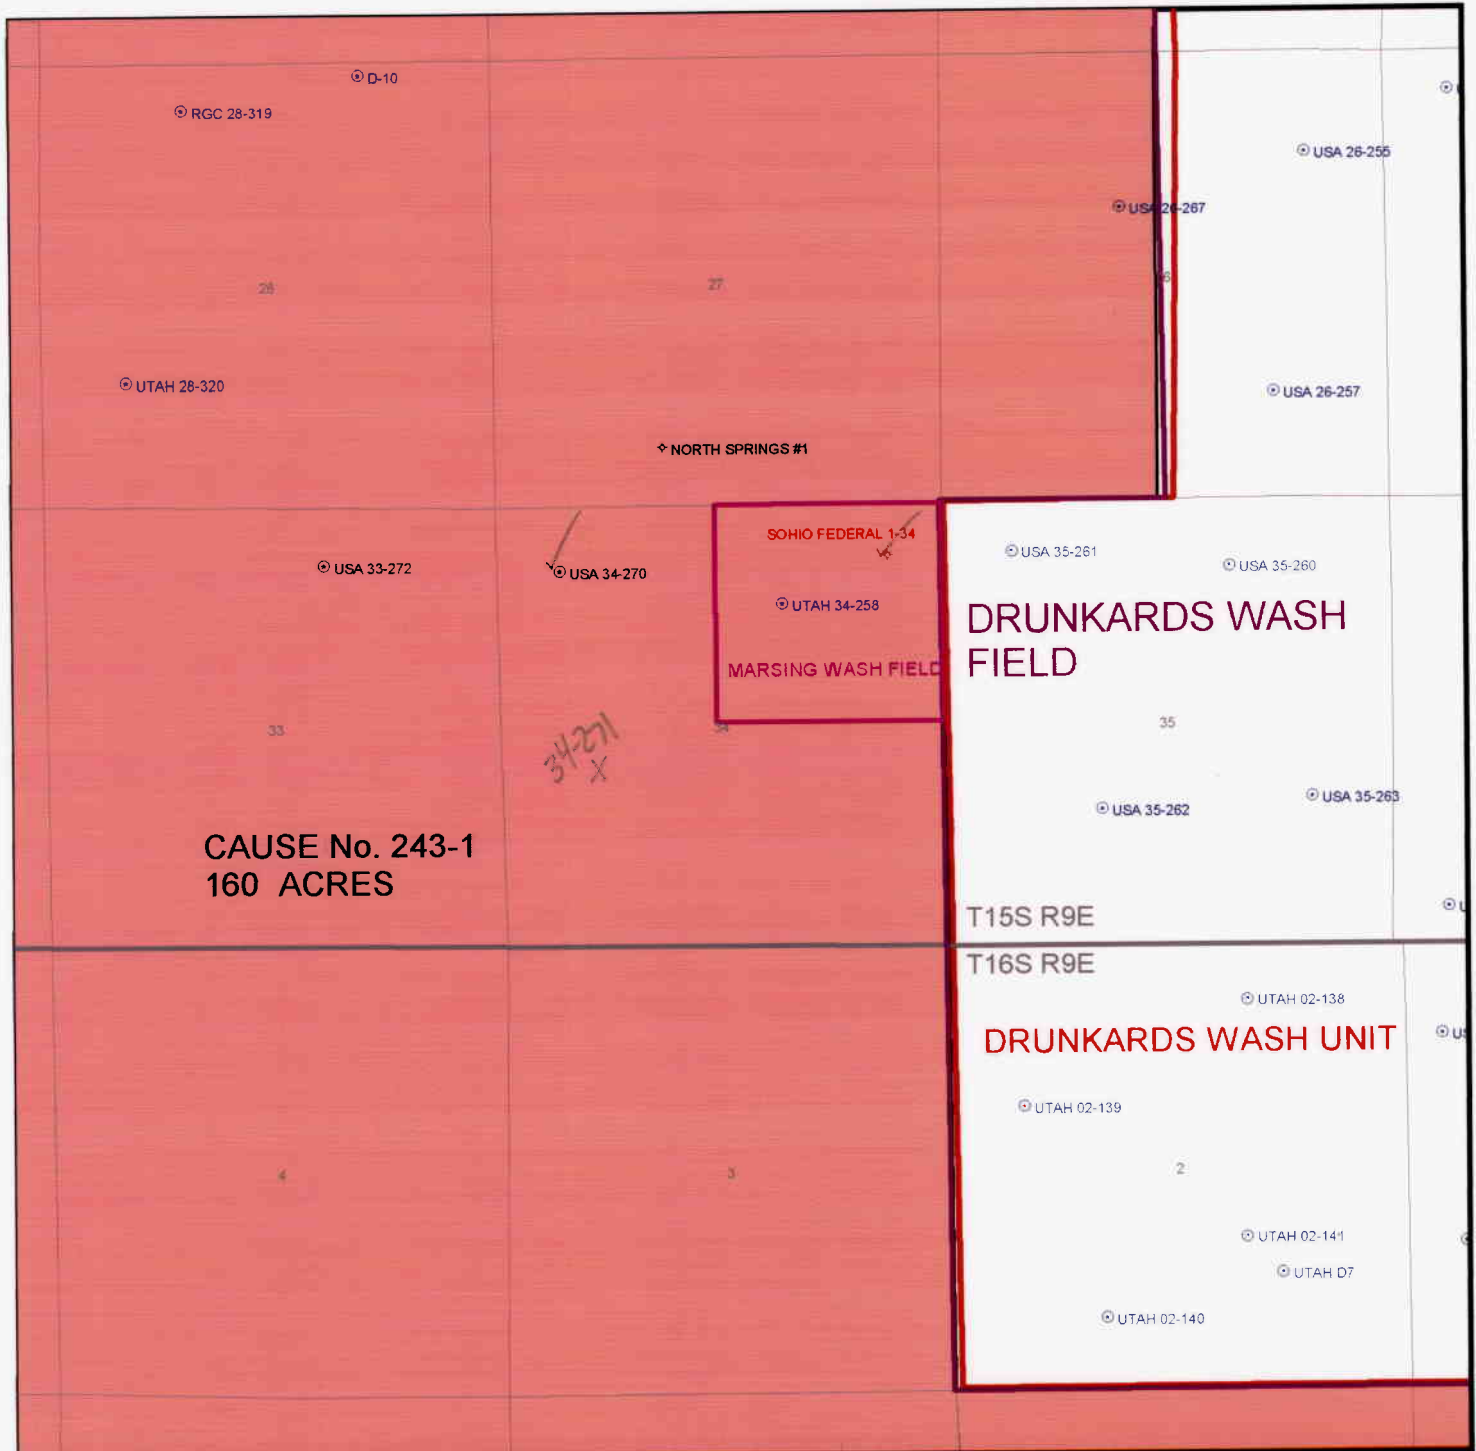 D-10
RGC 28-319
USA 26-255
USA 26-267
28
27
6
UTAH 28-320
USA 26-257
NORTH SPRINGS #1
SOHIO FEDERAL 1-34
USA 33-272
USA 34-270
UTAH 34-258
MARSING WASH FIELD
USA 35-261
USA 35-260
DRUNKARDS WASH
FIELD
33
34-271
X
34
35
USA 35-262
USA 35-263
CAUSE No. 243-1
160 ACRES
T15S R9E
T16S R9E
UTAH 02-138
DRUNKARDS WASH UNIT
US
UTAH 02-139
4
3
2
UTAH 02-141
UTAH D7
UTAH 02-140